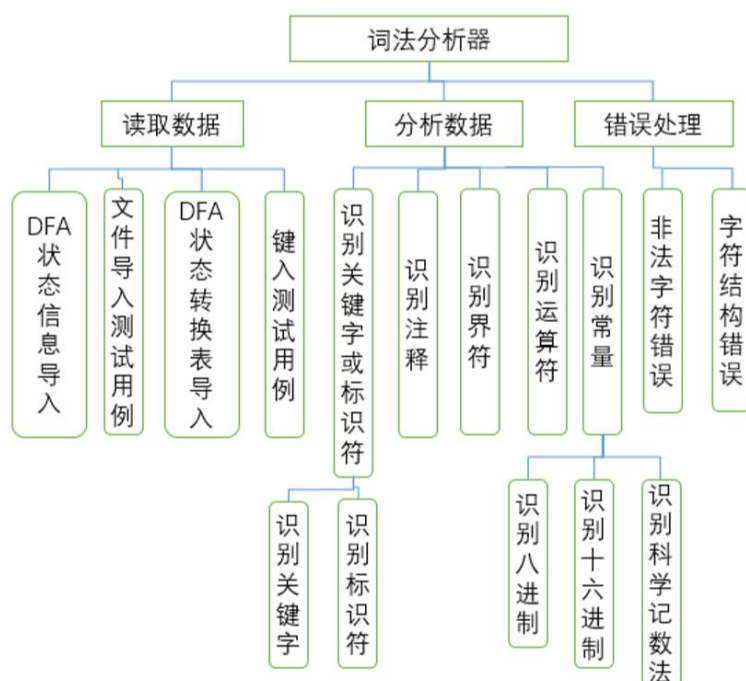 词法分析器
读取数据
分析数据
错误处理
DFA状态信息导入
文件导入测试用例
DFA状态转换表导入
键入测试用例
识别关键字或标识符
识别注释
识别界符
识别运算符
识别常量
非法字符错误
字符结构错误
识别关键字
识别标识符
识别八进制
识别十六进制
识别科学记数法